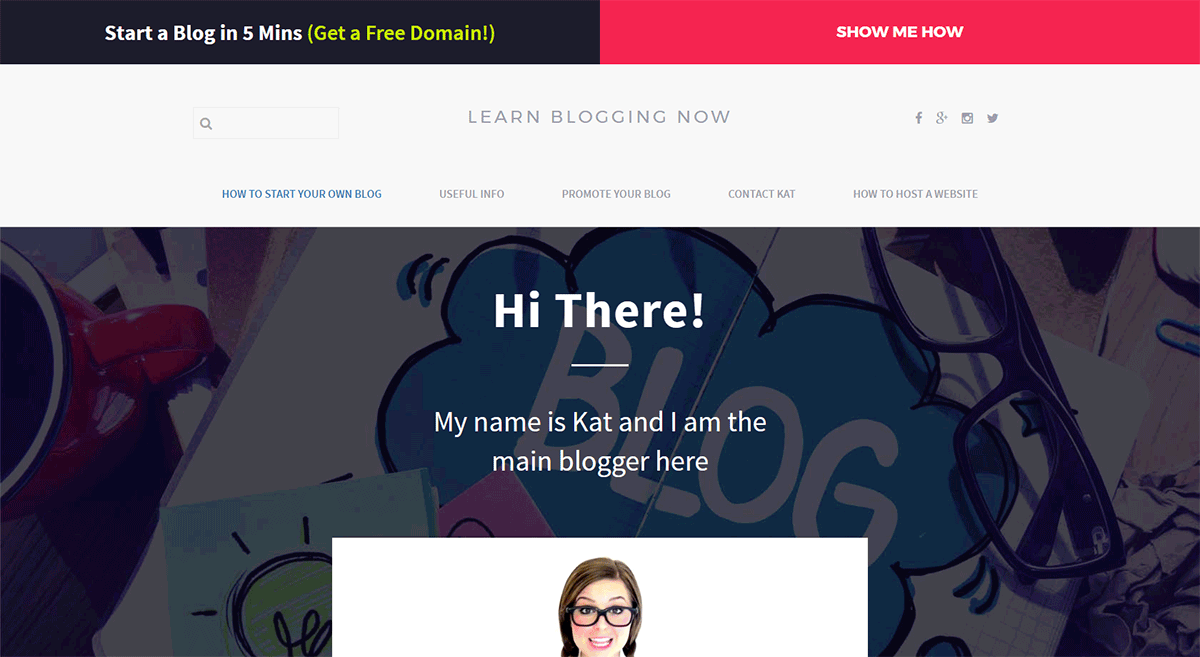 Start a Blog in 5 Mins (Get a Free Domain!)
SHOW ME HOW
LEARN BLOGGING NOW
HOW TO START YOUR OWN BLOG
USEFUL INFO
PROMOTE YOUR BLOG
CONTACT KAT
HOW TO HOST A WEBSITE
Hi There!
BLOG
My name is Kat and I am the
main blogger here